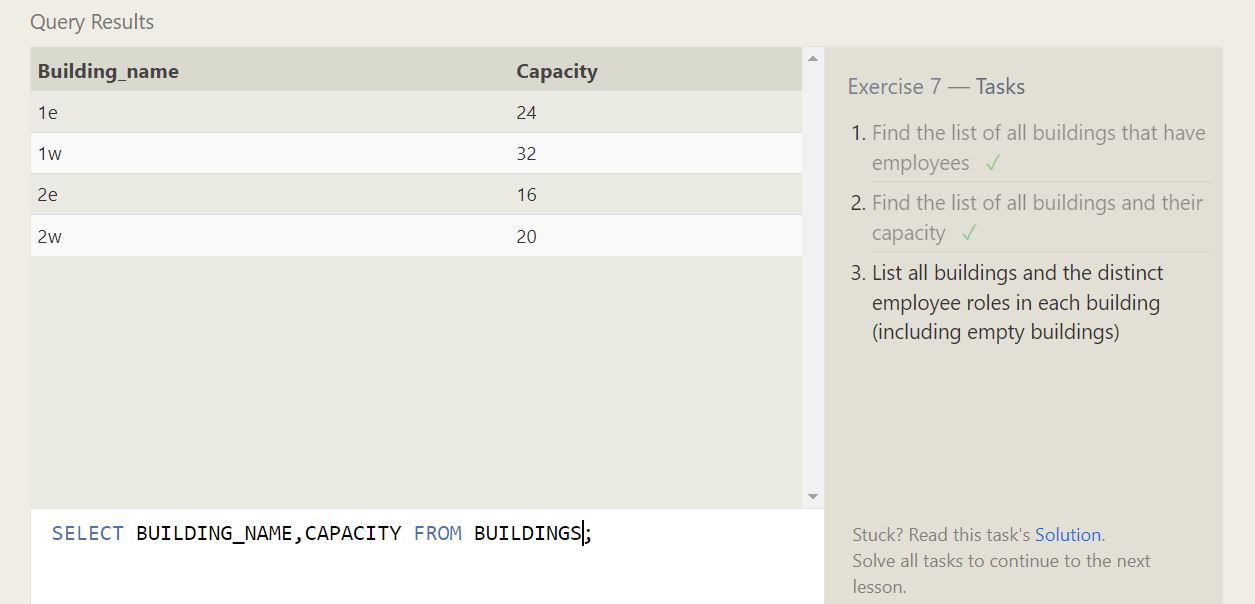 Query Results
Building_name Capacity
1e 24
1w 32
2e 16
2w 20
SELECT BUILDING_NAME,CAPACITY FROM BUILDINGS;
Exercise 7 — Tasks
1. Find the list of all buildings that have
employees ✓
2. Find the list of all buildings and their
capacity ✓
3. List all buildings and the distinct
employee roles in each building
(including empty buildings)
Stuck? Read this task's Solution.
Solve all tasks to continue to the next
lesson.